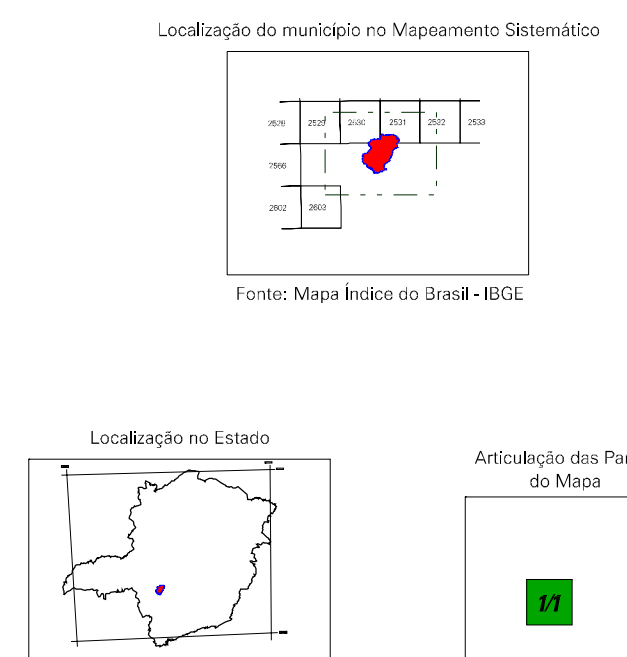 Localização do município no Mapeamento Sistemático
2528 2529 2530 2531 2532 2533
2566
2602 2603
Fonte: Mapa Índice do Brasil - IBGE
Localização no Estado
Articulação das Par
do Mapa
1/1